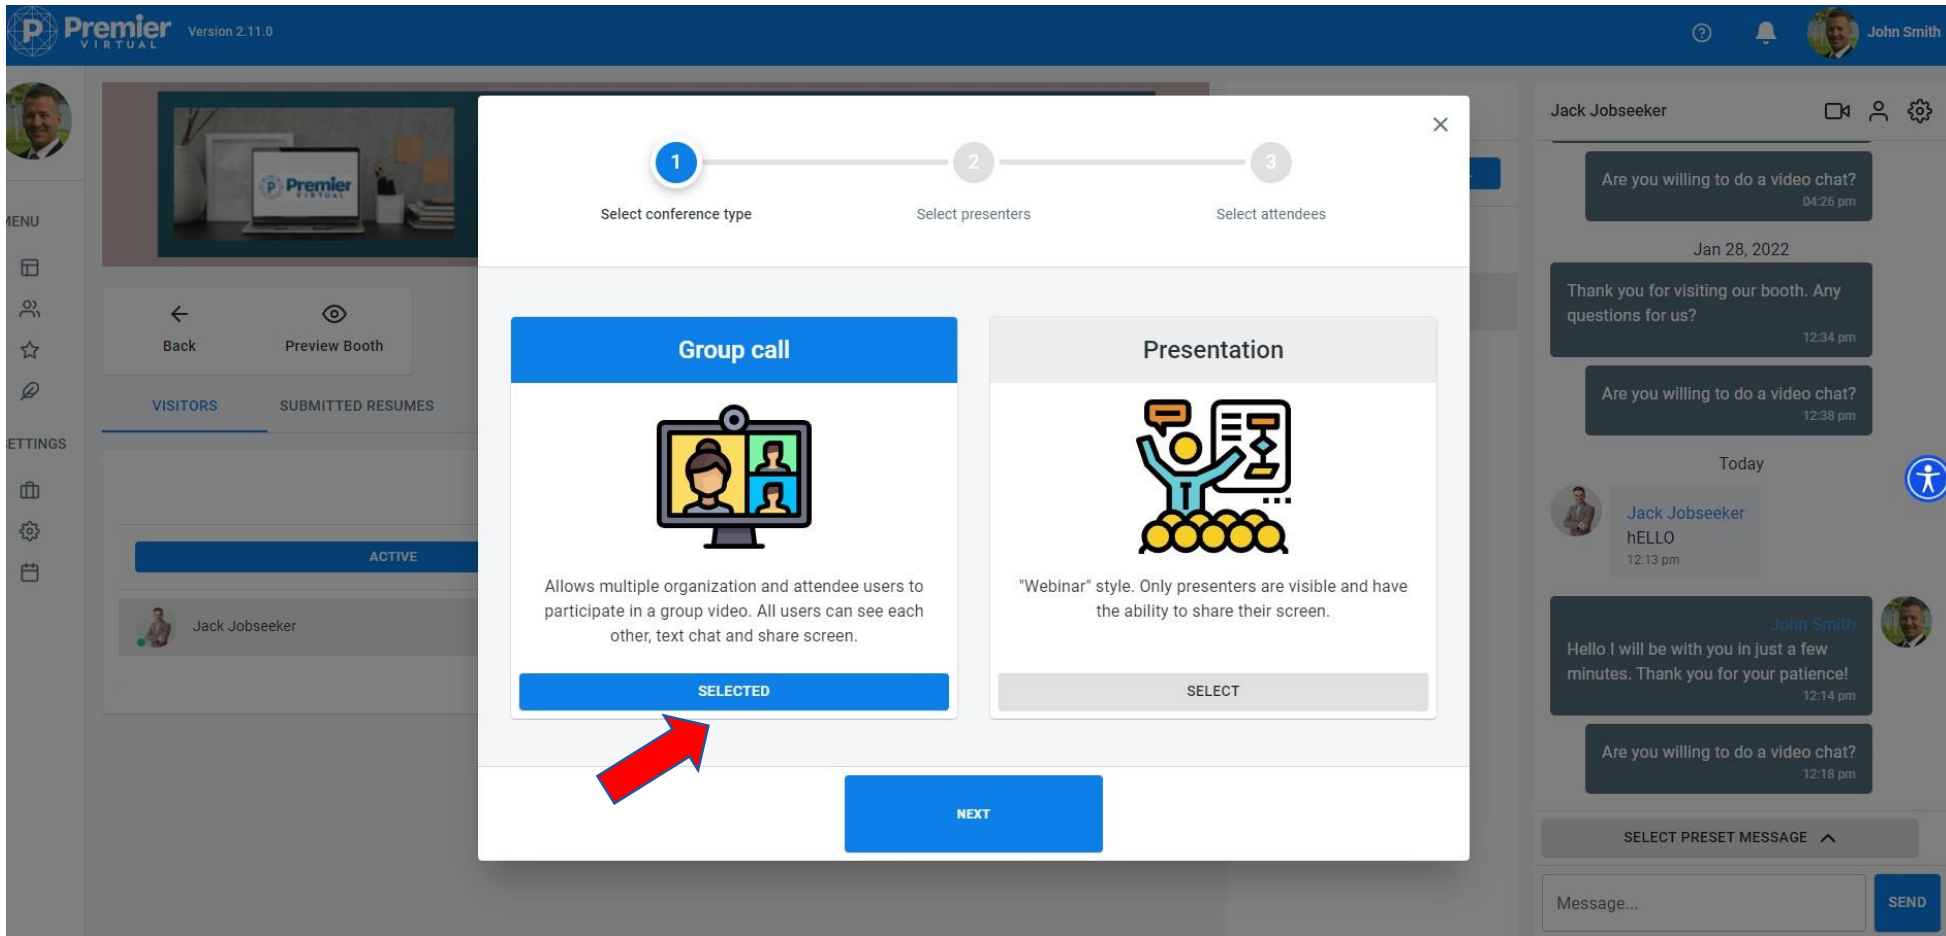 Premier
VIRTUAL
Version 2.11.0
John Smith
MENU
SETTINGS
Premier
VIRTUAL
Back
Preview Booth
VISITORS
SUBMITTED RESUMES
ACTIVE
Jack Jobseeker
1
2
3
Select conference type
Select presenters
Select attendees
Group call
Allows multiple organization and attendee users to
participate in a group video. All users can see each
other, text chat and share screen.
SELECTED
Presentation
"Webinar" style. Only presenters are visible and have
the ability to share their screen.
SELECT
NEXT
Jack Jobseeker
Are you willing to do a video chat?
04:26 pm
Jan 28, 2022
Thank you for visiting our booth. Any
questions for us?
12:34 pm
Are you willing to do a video chat?
12:38 pm
Today
Jack Jobseeker
hELLO
12:13 pm
John Smith
Hello I will be with you in just a few
minutes. Thank you for your patience!
12:14 pm
Are you willing to do a video chat?
12:18 pm
SELECT PRESET MESSAGE
Message...
SEND